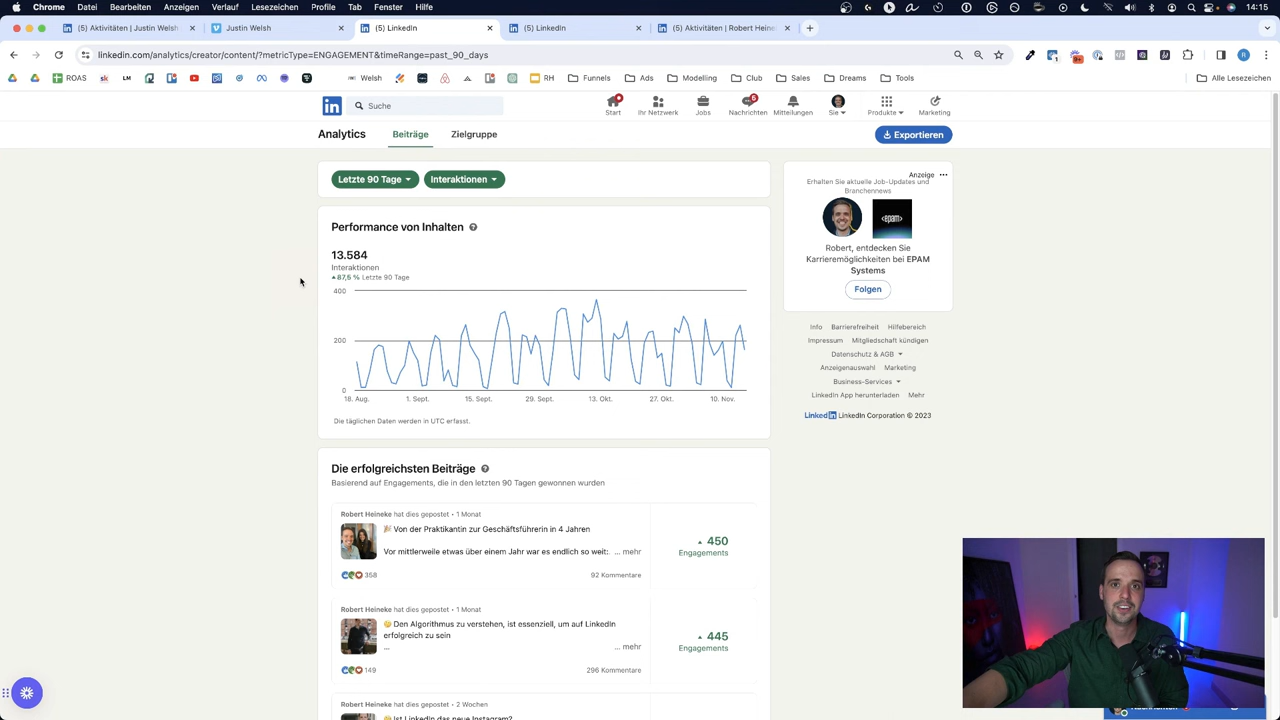 Chrome Datei Bearbeiten Anzeigen Verlauf Lesezeichen Profile Tab Fenster Hilfe 14:15
(5) Aktivitäten | Justin Welsh Justin Welsh (5) LinkedIn (5) LinkedIn (5) Aktivitäten | Robert Heine
linkedin.com/analytics/creator/content/?metricType=ENGAGEMENT&timeRange=past_90_days
ROAS Welsh RH Funnels Ads Modelling Club Sales Dreams Tools Alle Lesezeichen
Suche
Start Ihr Netzwerk Jobs Nachrichten Mitteilungen Sie Produkte Marketing
Analytics Beiträge Zielgruppe Exportieren
Letzte 90 Tage Interaktionen
Performance von Inhalten
13.584
Interaktionen
87,5 % Letzte 90 Tage
400
200
0
18. Aug. 1. Sept. 15. Sept. 29. Sept. 13. Okt. 27. Okt. 10. Nov.
Die täglichen Daten werden in UTC erfasst.
Die erfolgreichsten Beiträge
Basierend auf Engagements, die in den letzten 90 Tagen gewonnen wurden
Robert Heineke hat dies gepostet • 1 Monat
🎉 Von der Praktikantin zur Geschäftsführerin in 4 Jahren
Vor mittlerweile etwas über einem Jahr war es endlich so weit: ... mehr
358 92 Kommentare
450
Engagements
Robert Heineke hat dies gepostet • 1 Monat
Den Algorithmus zu verstehen, ist essenziell, um auf LinkedIn
erfolgreich zu sein
...
... mehr
149 296 Kommentare
445
Engagements
Robert Heineke hat dies gepostet • 2 Wochen
Ist LinkedIn das neue Instagram?
Anzeige
Erhalten Sie aktuelle Job-Updates und
Branchennews
<epam>
Robert, entdecken Sie
Karrieremöglichkeiten bei EPAM
Systems
Folgen
Info Barrierefreiheit Hilfebereich
Impressum Mitgliedschaft kündigen
Datenschutz & AGB
Anzeigenauswahl Marketing
Business-Services
LinkedIn App herunterladen Mehr
LinkedIn LinkedIn Corporation © 2023